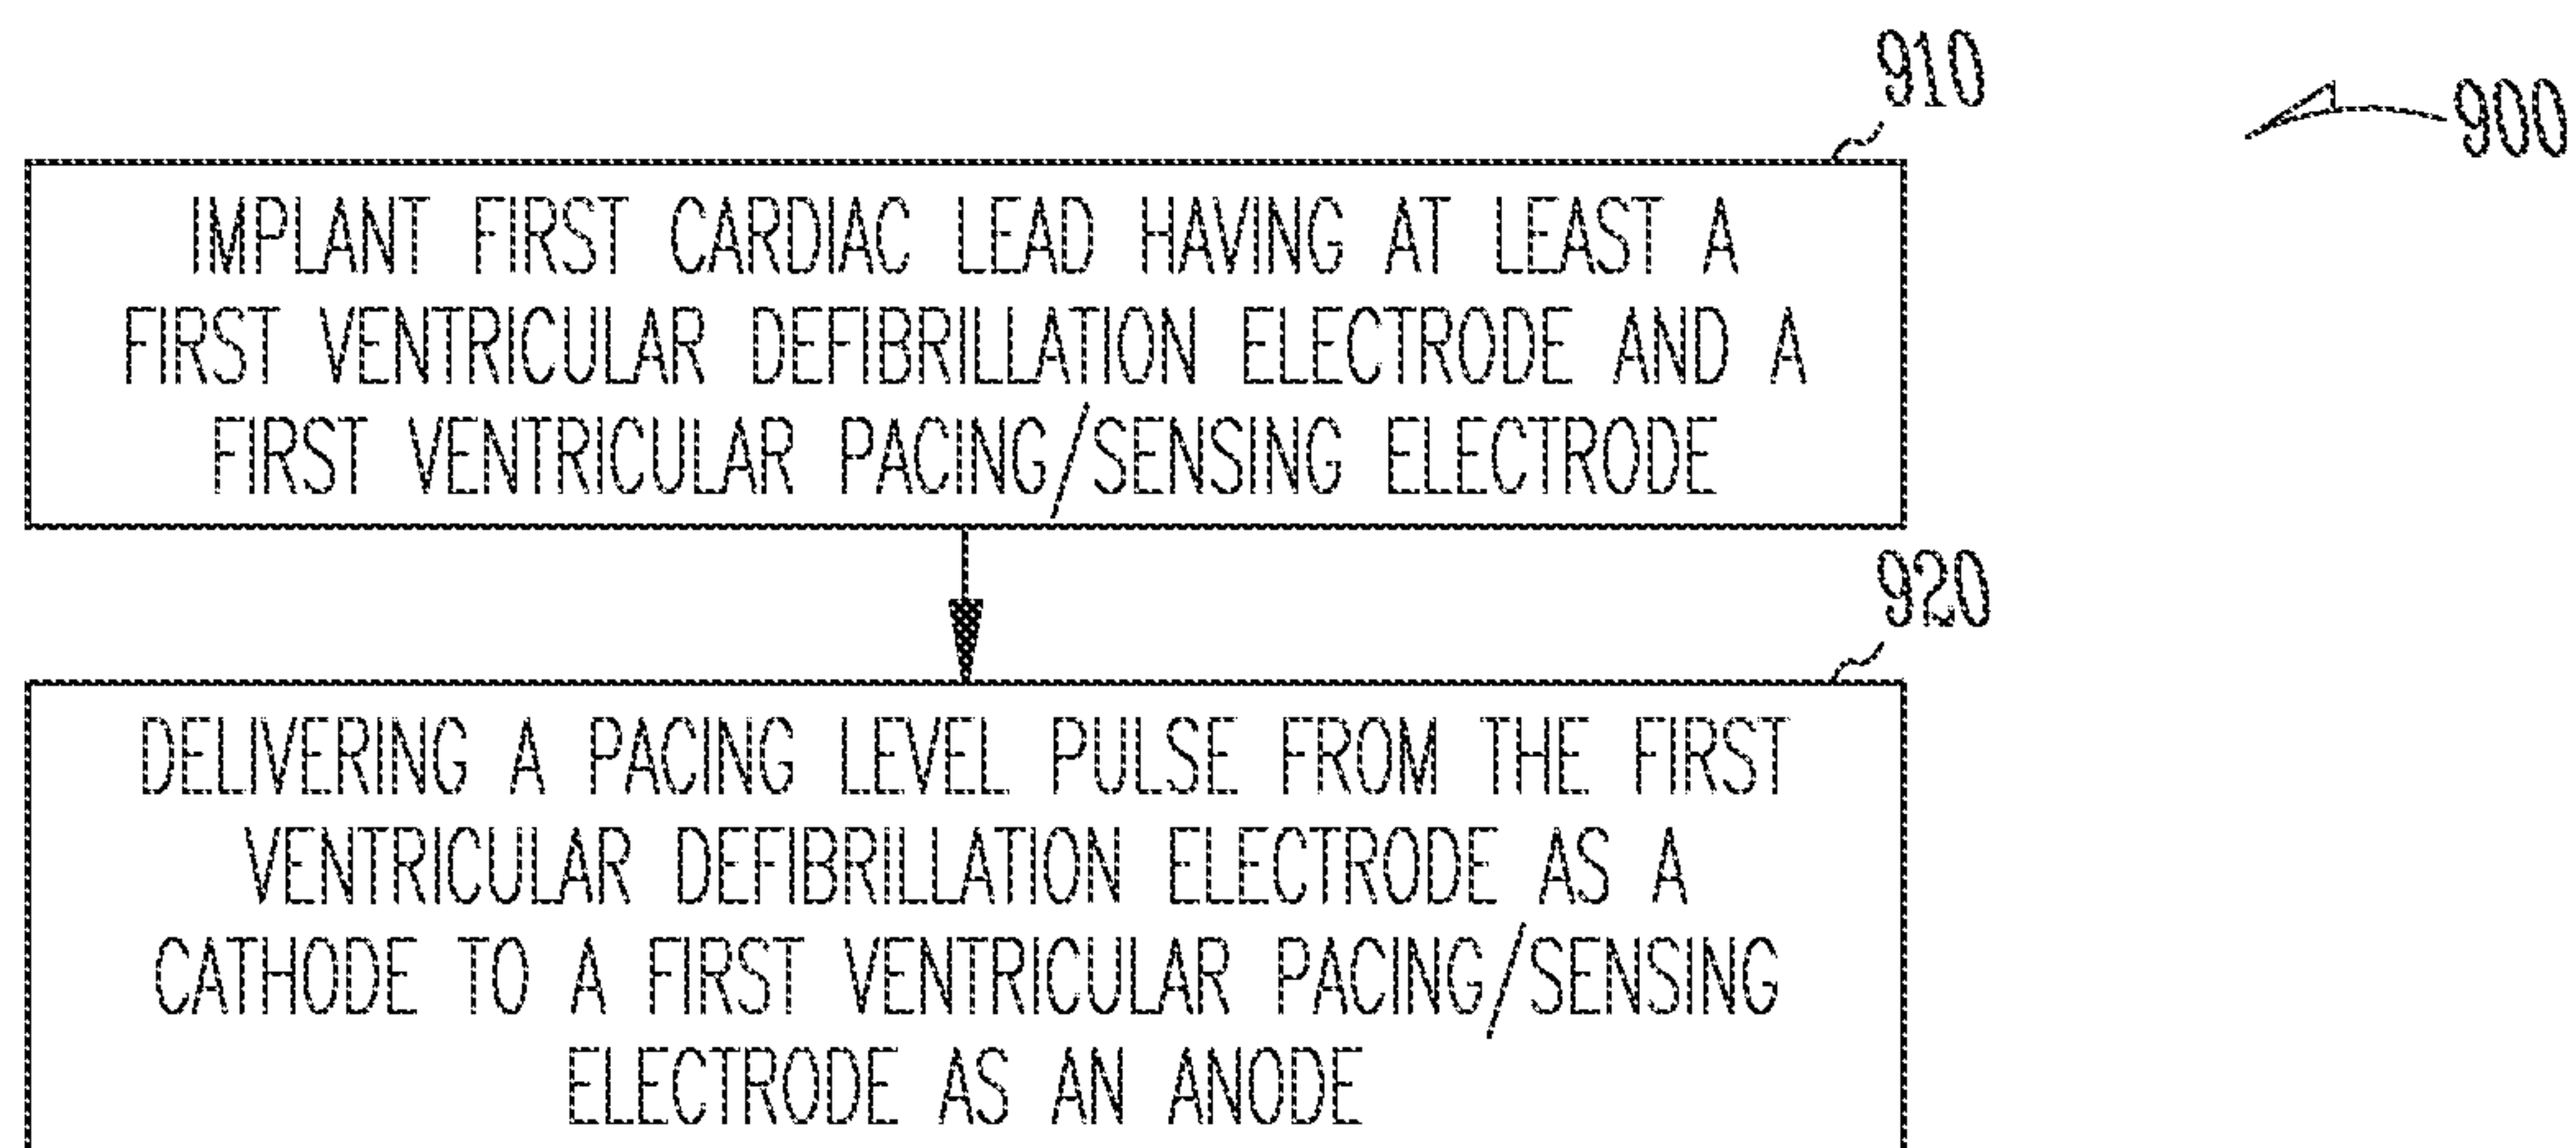 910
900
IMPLANT FIRST CARDIAC LEAD HAVING AT LEAST A
FIRST VENTRICULAR DEFIBRILLATION ELECTRODE AND A
FIRST VENTRICULAR PACING/SENSING ELECTRODE
920
DELIVERING A PACING LEVEL PULSE FROM THE FIRST
VENTRICULAR DEFIBRILLATION ELECTRODE AS A
CATHODE TO A FIRST VENTRICULAR PACING/SENSING
ELECTRODE AS AN ANODE